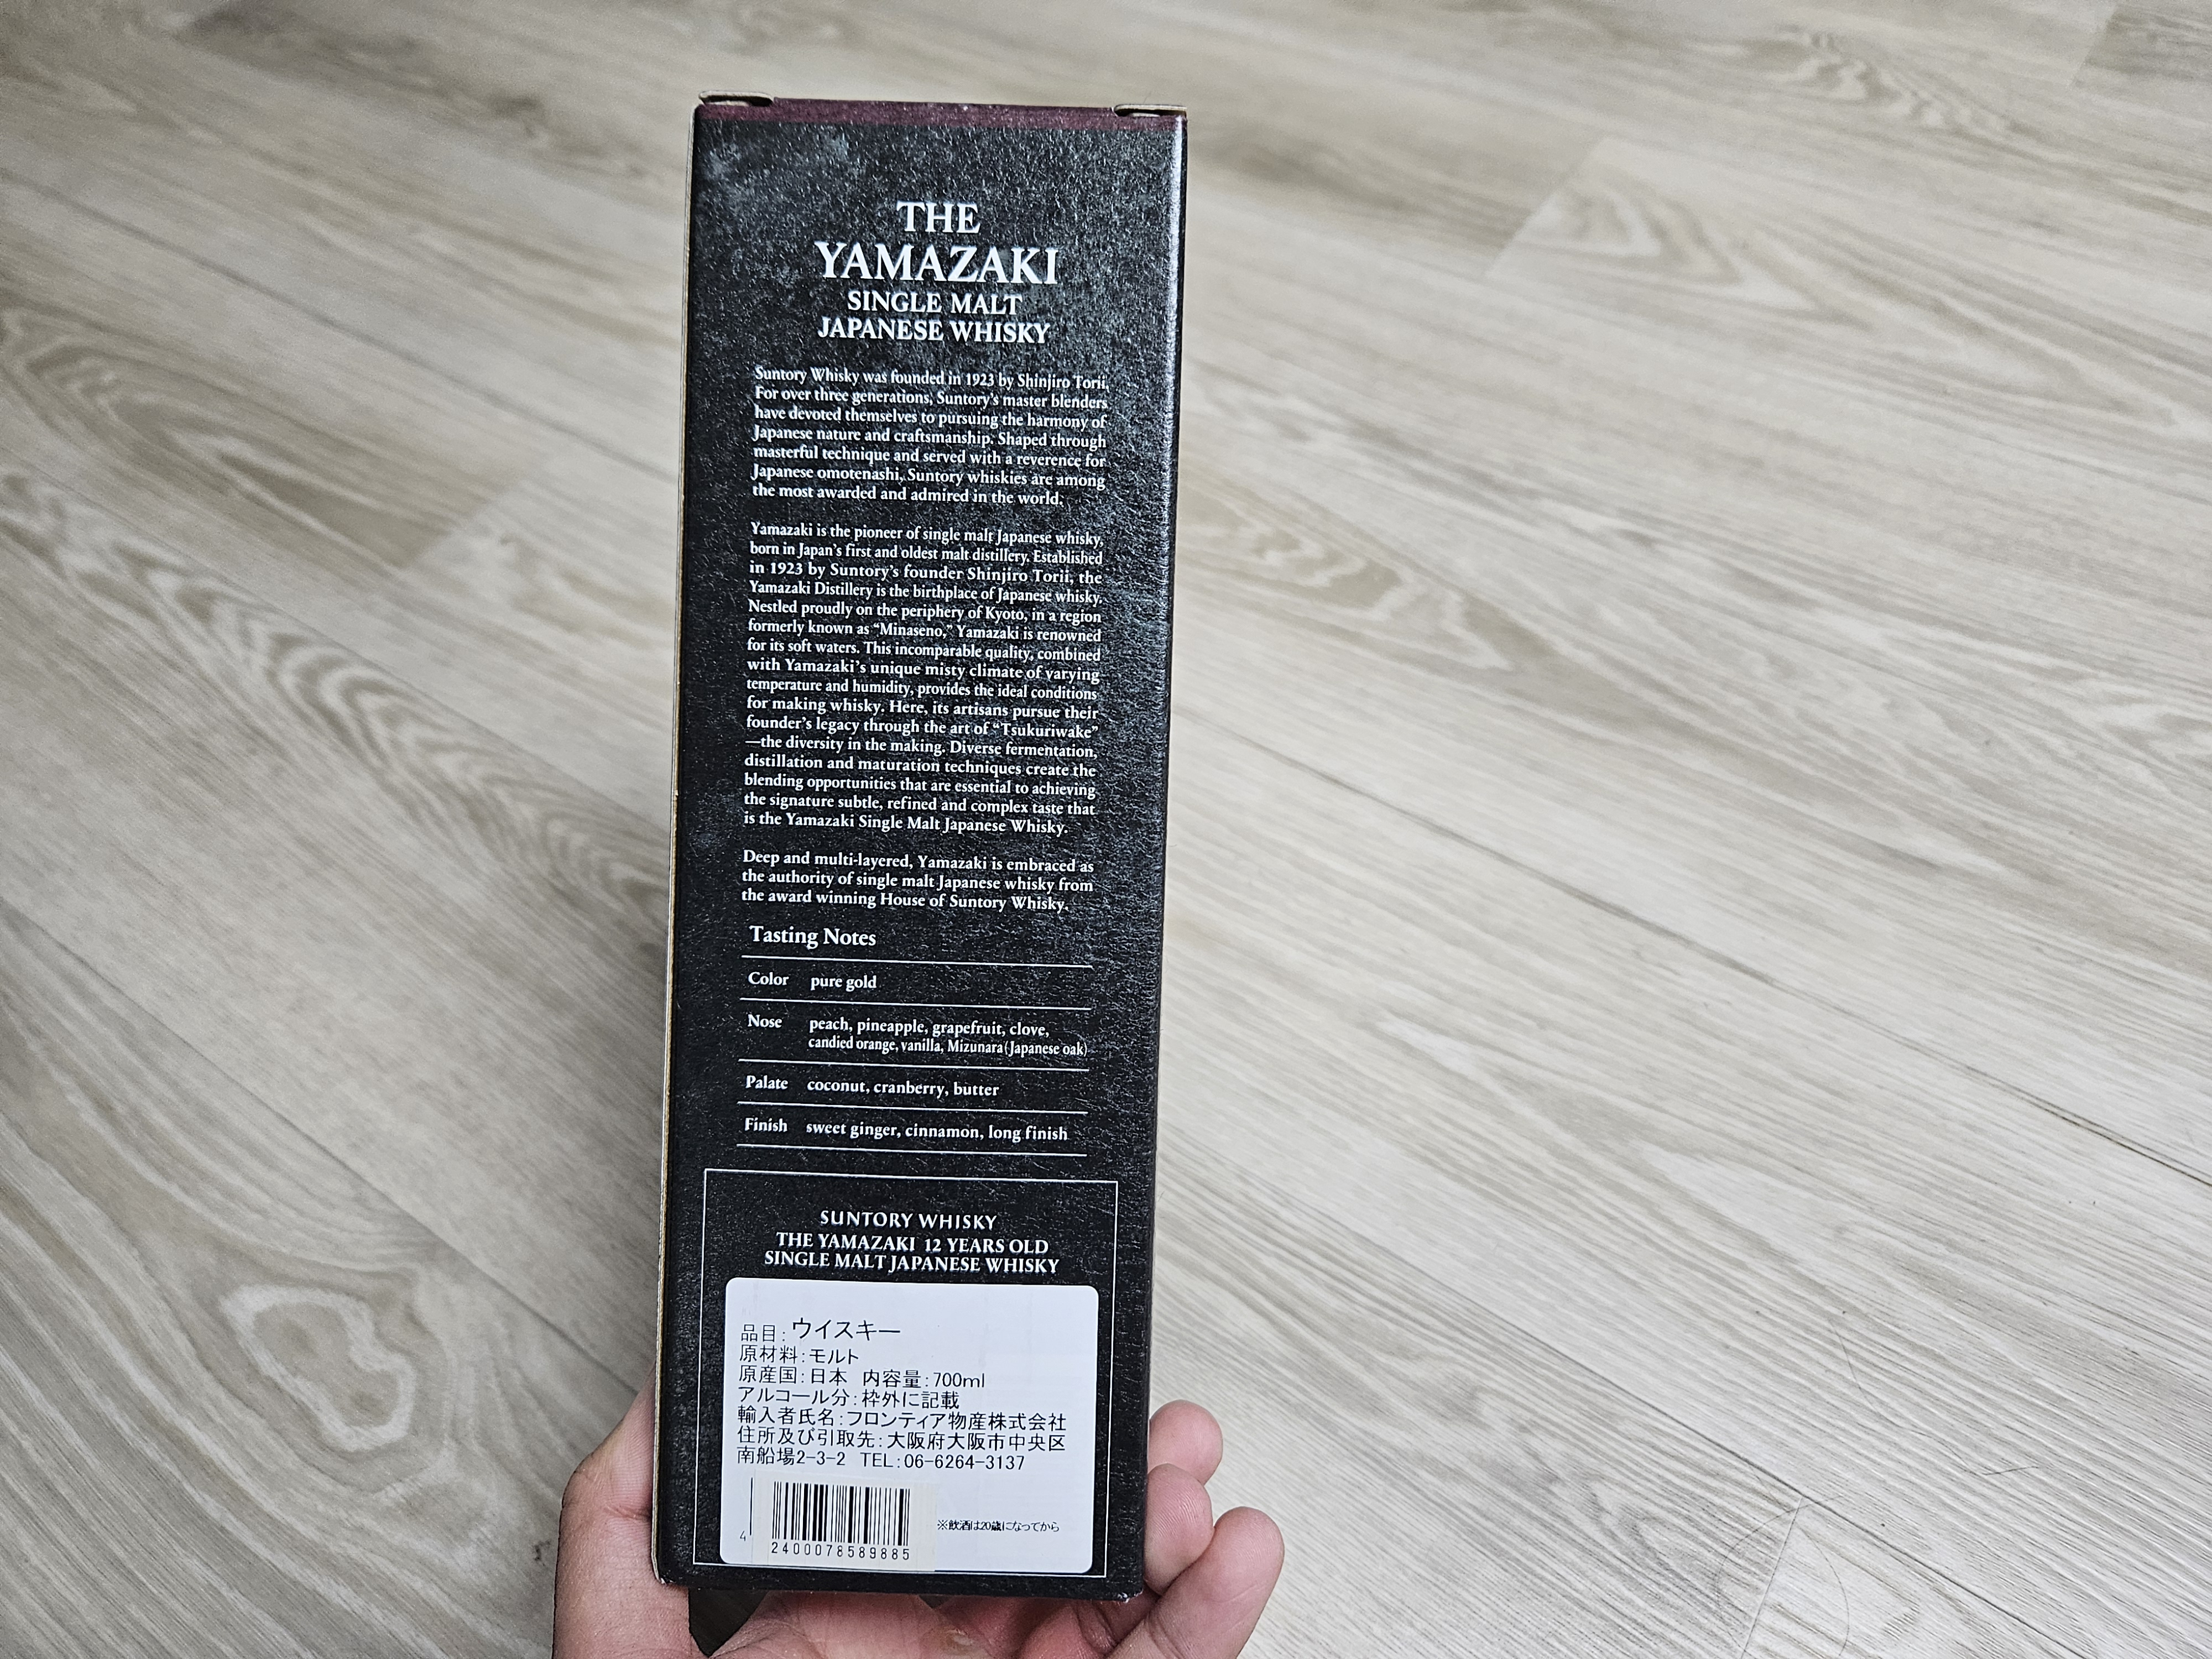 THE
YAMAZAKI
SINGLE MALT
JAPANESE WHISKY
Suntory Whisky was founded in 1923 by Shinjiro Torii.
For over three generations, Suntory's master blenders
have devoted themselves to pursuing the harmony of
Japanese nature and craftsmanship. Shaped through
masterful technique and served with a reverence for
Japanese omotenashi, Suntory whiskies are among
the most awarded and admired in the world.
Yamazaki is the pioneer of single malt Japanese whisky,
born in Japan's first and oldest malt distillery. Established
in 1923 by Suntory's founder Shinjiro Torii, the
Yamazaki Distillery is the birthplace of Japanese whisky.
Nestled proudly on the periphery of Kyoto, in a region
formerly known as “Minaseno,” Yamazaki is renowned
for its soft waters. This incomparable quality, combined
with Yamazaki's unique misty climate of varying
temperature and humidity, provides the ideal conditions
for making whisky. Here, its artisans pursue their
founder's legacy through the art of “Tsukuriwake”
—the diversity in the making. Diverse fermentation,
distillation and maturation techniques create the
blending opportunities that are essential to achieving
the signature subtle, refined and complex taste that
is the Yamazaki Single Malt Japanese Whisky.
Deep and multi-layered, Yamazaki is embraced as
the authority of single malt Japanese whisky from
the award winning House of Suntory Whisky.
Tasting Notes
Color pure gold
Nose peach, pineapple, grapefruit, clove,
candied orange, vanilla, Mizunara(Japanese oak)
Palate coconut, cranberry, butter
Finish sweet ginger, cinnamon, long finish
SUNTORY WHISKY
THE YAMAZAKI 12 YEARS OLD
SINGLE MALT JAPANESE WHISKY
品目:ウイスキー
原材料:モルト
原産国:日本 内容量:700ml
アルコール分:枠外に記載
輸入者氏名:フロンティア物産株式会社
住所及び引取先:大阪府大阪市中央区
南船場2-3-2 TEL:06-6264-3137
※飲酒は20歳になってから
4
2400078589885